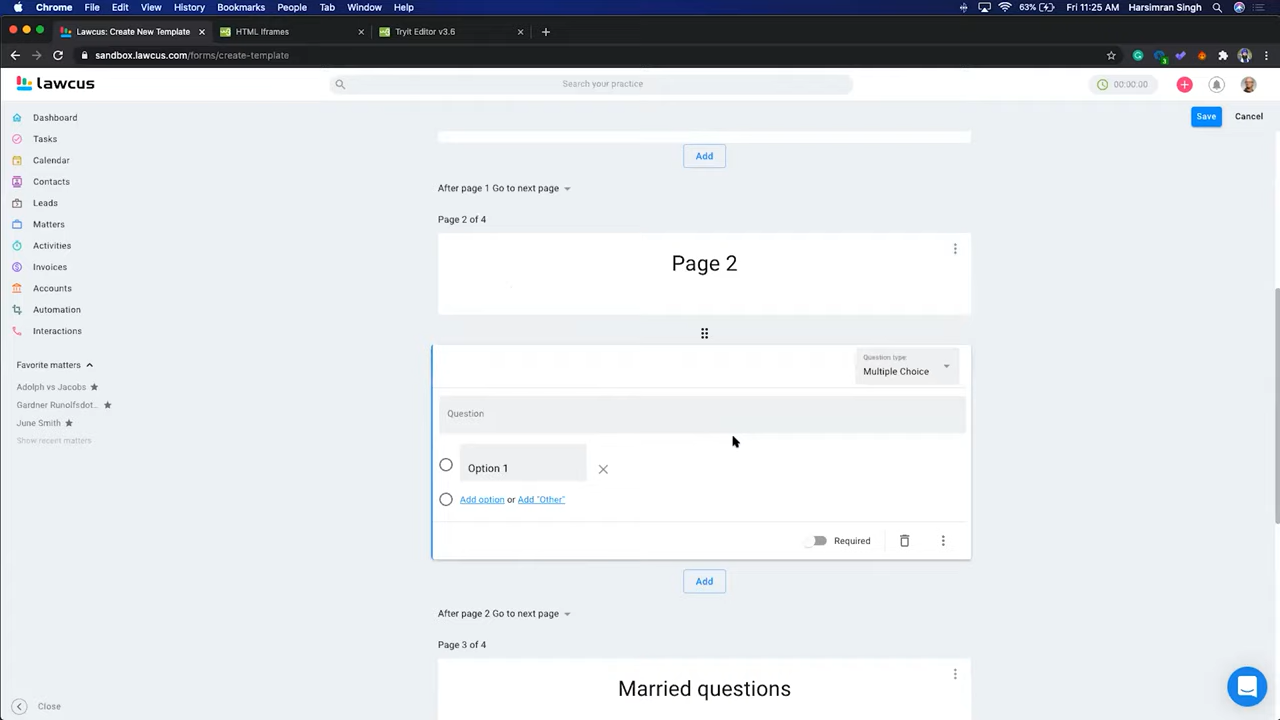 Chrome File Edit View History Bookmarks People Tab Window Help 63% Fri 11:25 AM Harsimran Singh
Lawcus: Create New Template HTML Iframes Tryit Editor v3.6
sandbox.lawcus.com/forms/create-template
lawcus Search your practice 00:00:00
Save Cancel
Dashboard
Tasks
Calendar
Contacts
Leads
Matters
Activities
Invoices
Accounts
Automation
Interactions
Favorite matters
Adolph vs Jacobs
Gardner Runolfsdot...
June Smith
Show recent matters
Close
Add
After page 1 Go to next page
Page 2 of 4
Page 2
Question type
Multiple Choice
Question
Option 1
Add option or Add "Other"
Required
Add
After page 2 Go to next page
Page 3 of 4
Married questions